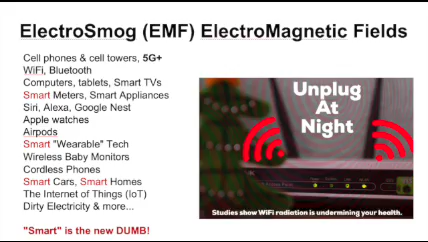 ElectroSmog (EMF) ElectroMagnetic Fields
Cell phones & cell towers, 5G+
WiFi, Bluetooth
Computers, tablets, Smart TVs
Smart Meters, Smart Appliances
Siri, Alexa, Google Nest
Apple watches
Airpods
Smart "Wearable" Tech
Wireless Baby Monitors
Cordless Phones
Smart Cars, Smart Homes
The Internet of Things (IoT)
Dirty Electricity & more...
"Smart" is the new DUMB!
Unplug
At
Night
Studies show WiFi radiation is undermining your health.